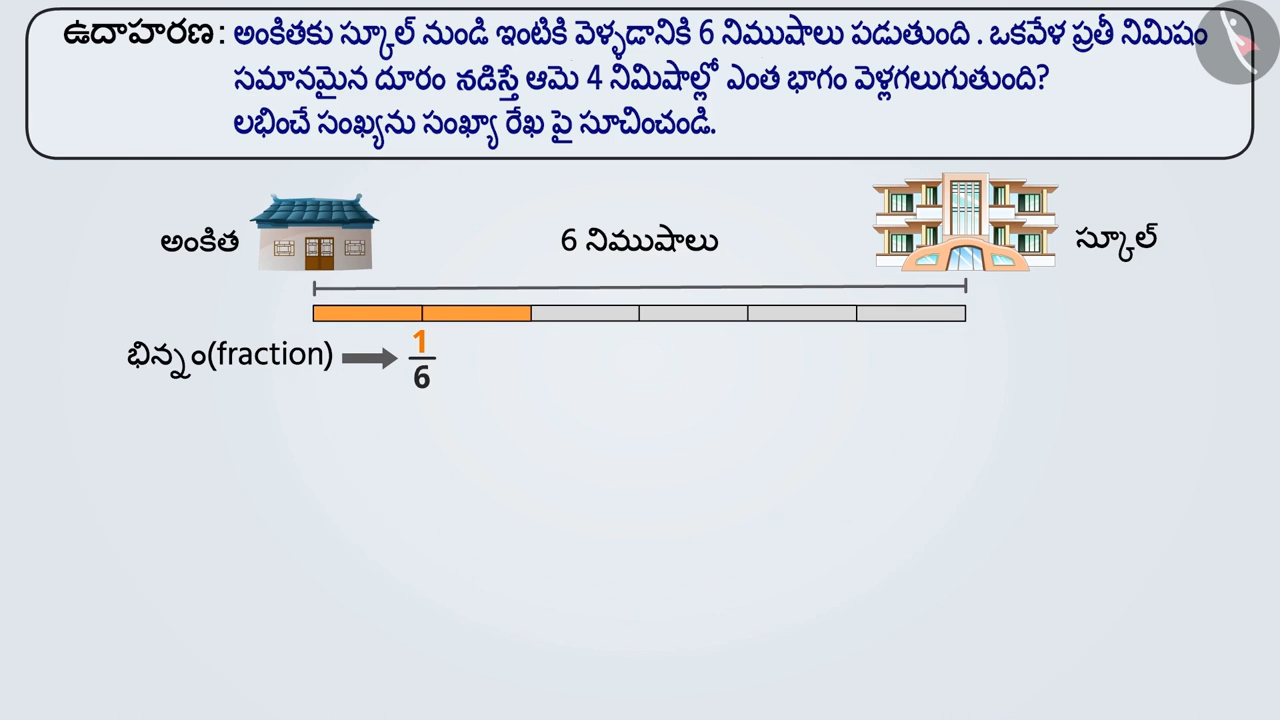 ఉదాహరణ : అంకితకు స్కూల్ నుండి ఇంటికి వెళ్ళడానికి 6 నిముషాలు పడుతుంది . ఒకవేళ ప్రతీ నిమిషం
సమానమైన దూరం నడిస్తే ఆమె 4 నిమిషాల్లో ఎంత భాగం వెళ్లగలుగుతుంది?
లభించే సంఖ్యను సంఖ్యా రేఖ పై సూచించండి.
అంకిత 6 నిముషాలు స్కూల్
భిన్నం(fraction) 1/6